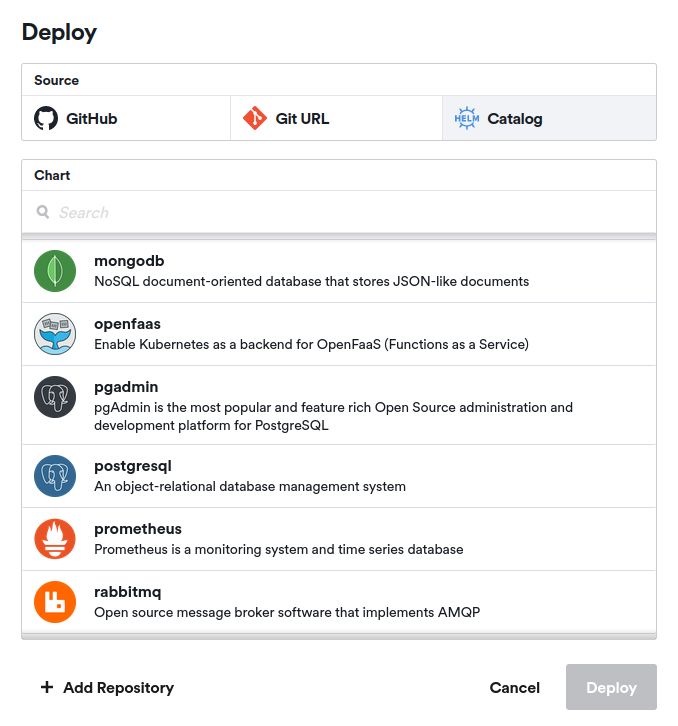 Deploy
Source
GitHub
Git URL
HELM
Catalog
Chart
Search
mongodb
NoSQL document-oriented database that stores JSON-like documents
openfaas
Enable Kubernetes as a backend for OpenFaaS (Functions as a Service)
pgadmin
pgAdmin is the most popular and feature rich Open Source administration and
development platform for PostgreSQL
postgresql
An object-relational database management system
prometheus
Prometheus is a monitoring system and time series database
rabbitmq
Open source message broker software that implements AMQP
+ Add Repository
Cancel
Deploy